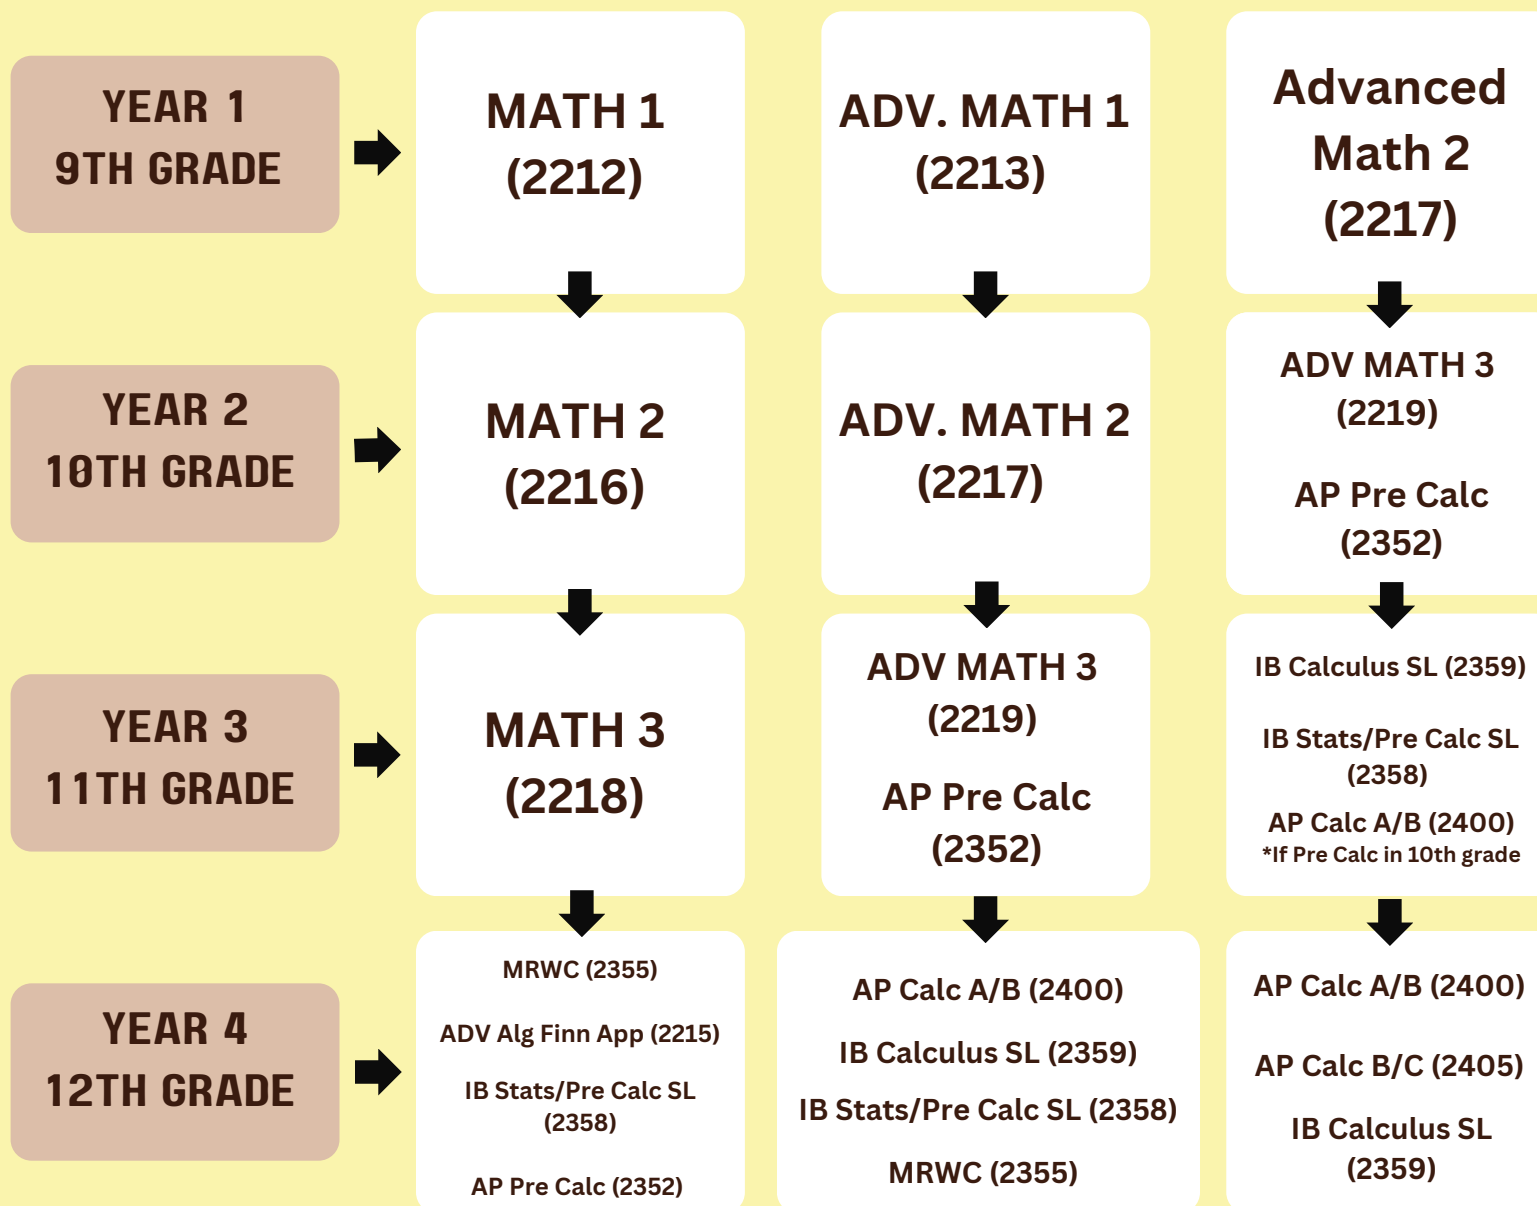 YEAR 1
9TH GRADE
MATH 1
(2212)
ADV. MATH 1
(2213)
Advanced
Math 2
(2217)
YEAR 2
10TH GRADE
MATH 2
(2216)
ADV. MATH 2
(2217)
ADV MATH 3
(2219)
AP Pre Calc
(2352)
YEAR 3
11TH GRADE
MATH 3
(2218)
ADV MATH 3
(2219)
AP Pre Calc
(2352)
IB Calculus SL (2359)
IB Stats/Pre Calc SL
(2358)
AP Calc A/B (2400)
*If Pre Calc in 10th grade
YEAR 4
12TH GRADE
MRWC (2355)
ADV Alg Finn App (2215)
IB Stats/Pre Calc SL
(2358)
AP Pre Calc (2352)
AP Calc A/B (2400)
IB Calculus SL (2359)
IB Stats/Pre Calc SL (2358)
MRWC (2355)
AP Calc A/B (2400)
AP Calc B/C (2405)
IB Calculus SL
(2359)